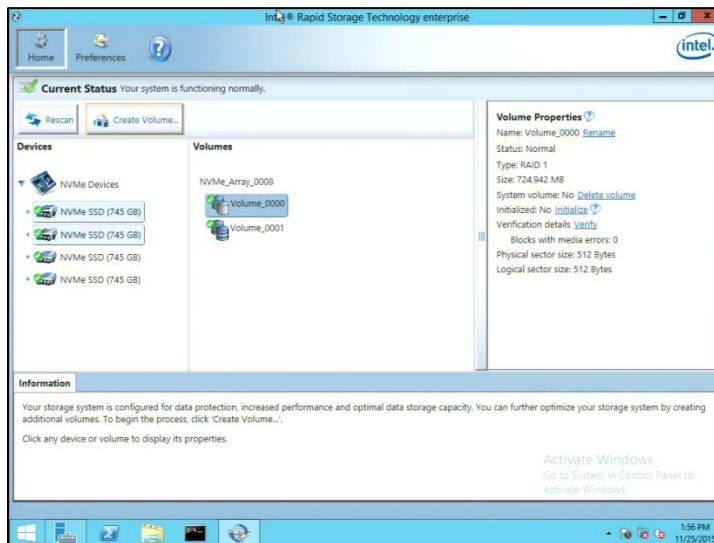 Intel® Rapid Storage Technology enterprise
Home
Preferences
intel
Current Status Your system is functioning normally.
Rescan
Create Volume...
Devices
NVMe Devices
NVMe SSD (745 GB)
NVMe SSD (745 GB)
NVMe SSD (745 GB)
NVMe SSD (745 GB)
Volumes
NVMe_Array_0008
Volume_0000
Volume_0001
Volume Properties
Name: Volume_0000 Rename
Status: Normal
Type: RAID 1
Size: 724,942 MB
System volume: No Delete volume
Initialized: No Initialize
Verification details Verify
Blocks with media errors: 0
Physical sector size: 512 Bytes
Logical sector size: 512 Bytes
Information
Your storage system is configured for data protection, increased performance and optimal data storage capacity. You can further optimize your storage system by creating
additional volumes. To begin the process, click 'Create Volume...'.
Click any device or volume to display its properties.
Activate Windows
Go to System in Control Panel to
activate Windows.
1:56 PM
11/25/2015